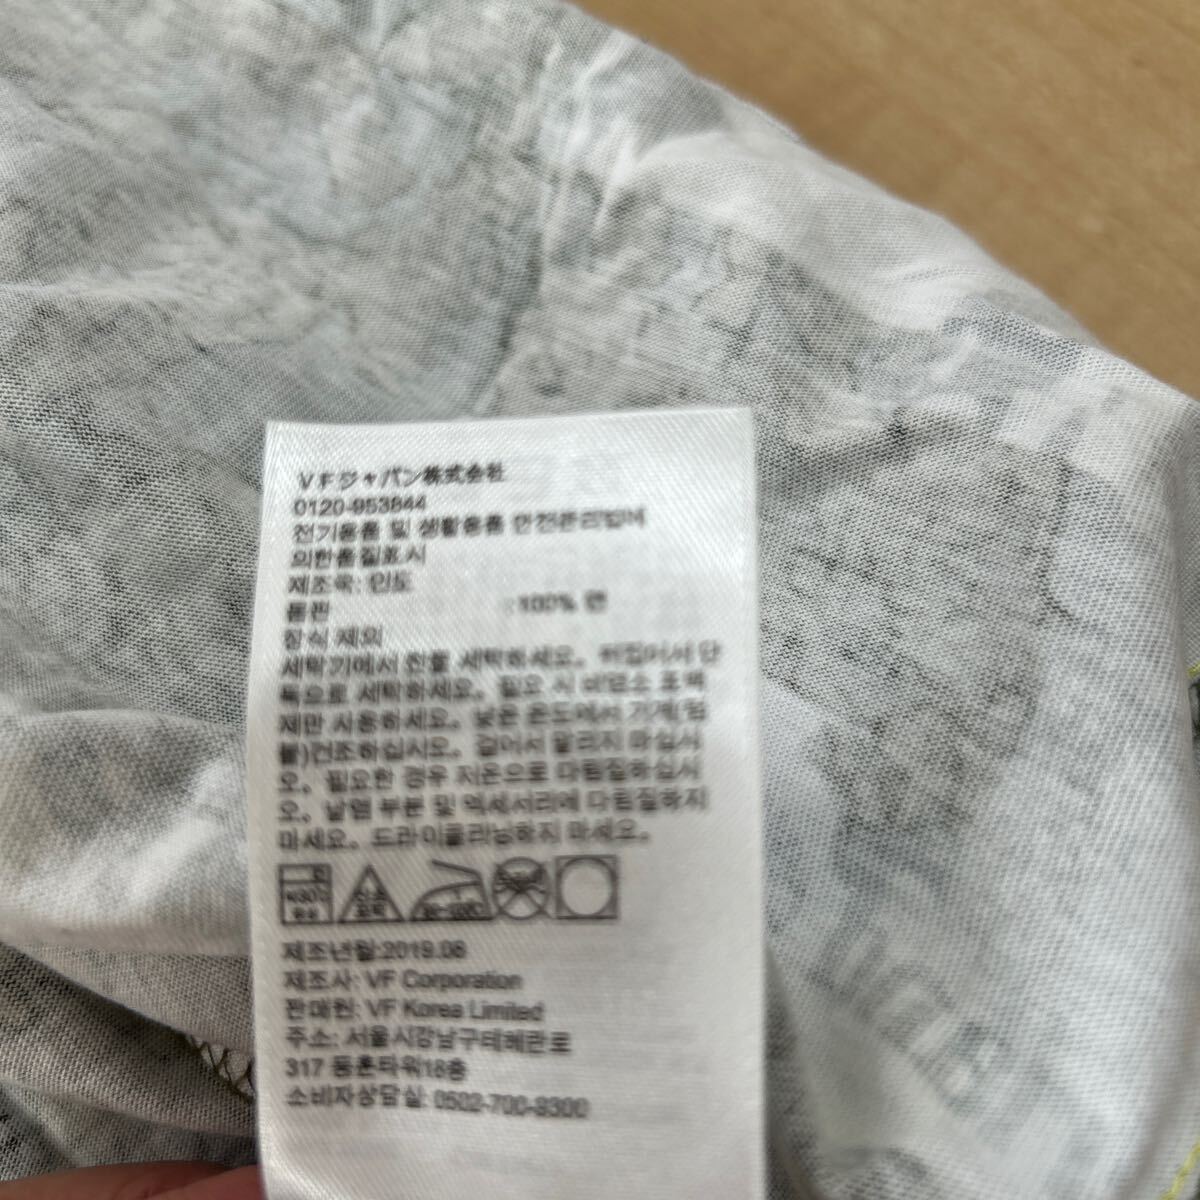 VFジャパン株式会社
0120-953844
전기용품 및 생활용품 안전관리법에
의한품질표시
제조국: 인도
몸판 : 100% 면
장식 제외
세탁기에서 찬물 세탁하세요. 뒤집어서 단
독으로 세탁하세요. 필요 시 비염소 표백
제만 사용하세요. 낮은 온도에서 기계(텀
블)건조하십시오. 걸어서 말리지 마십시
오. 필요한 경우 저온으로 다림질하십시
오. 날염 부분 및 액세서리에 다림질하지
마세요. 드라이클리닝하지 마세요.
제조년월:2019.08
제조사: VF Corporation
판매원: VF Korea Limited
주소: 서울시강남구테헤란로
317 동훈타워18층
소비자상담실: 0502-700-9300